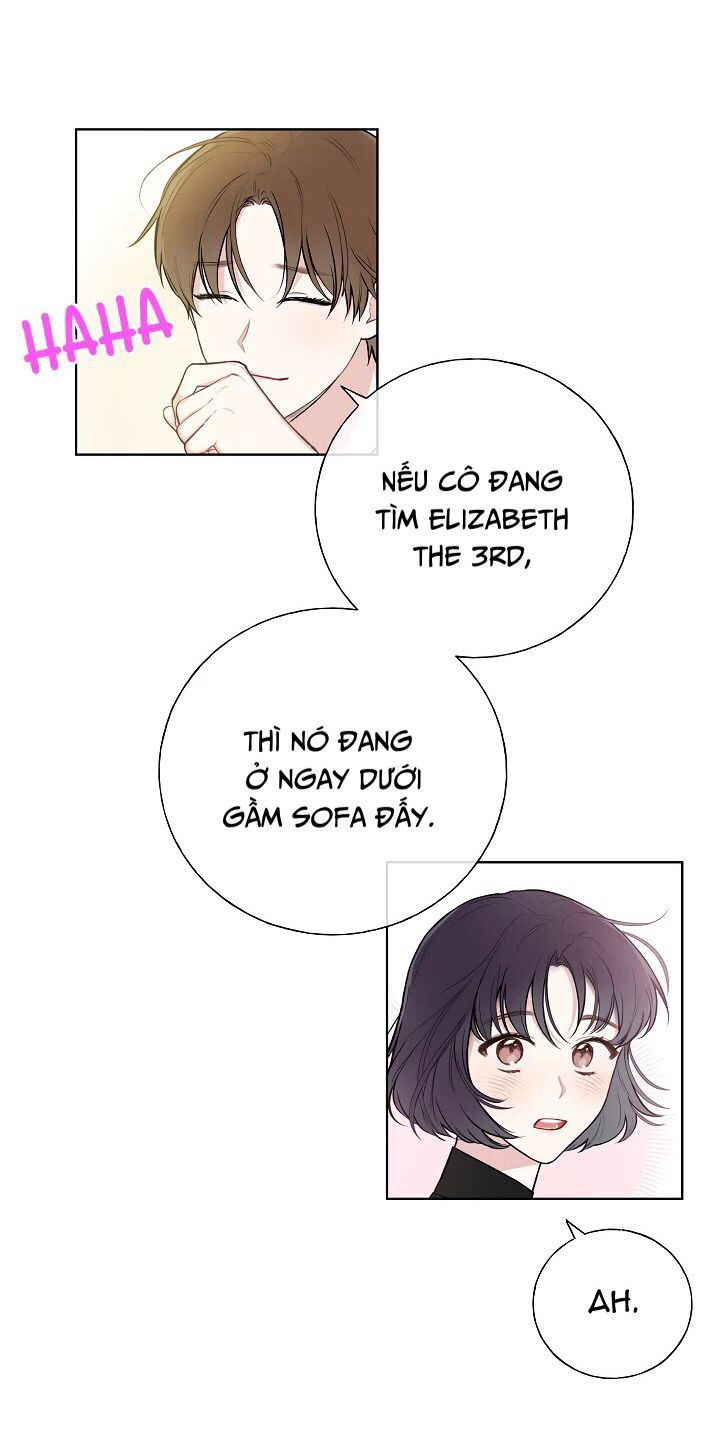 HAHA
NẾU CÔ ĐANG
TÌM ELIZABETH
THE 3RD,
THÌ NÓ ĐANG
Ở NGAY DƯỚI
GẦM SOFA ĐẤY.
AH.